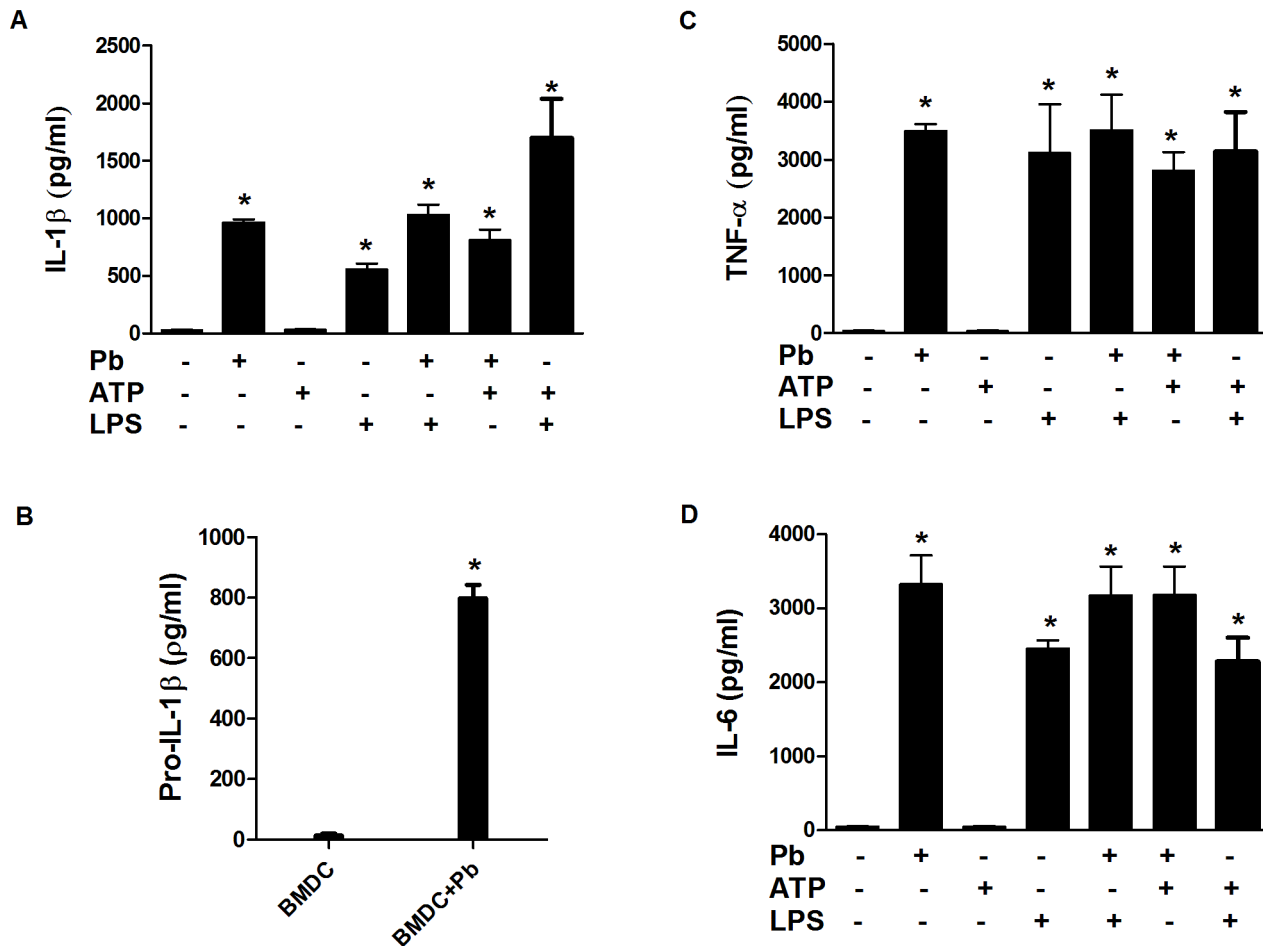 A
IL-1β (pg/ml)
2500
2000
1500
1000
500
0
* * * * *
Pb - + - - + + -
ATP - - + - - + +
LPS - - - + + - +
C
TNF-α (pg/ml)
5000
4000
3000
2000
1000
0
* * * * *
Pb - + - - + + -
ATP - - + - - + +
LPS - - - + + - +
B
Pro-IL-1β (ρg/ml)
1000
800
600
400
200
0
*
BMDC
BMDC+Pb
D
IL-6 (pg/ml)
4000
3000
2000
1000
0
* * * * *
Pb - + - - + + -
ATP - - + - - + +
LPS - - - + + - +